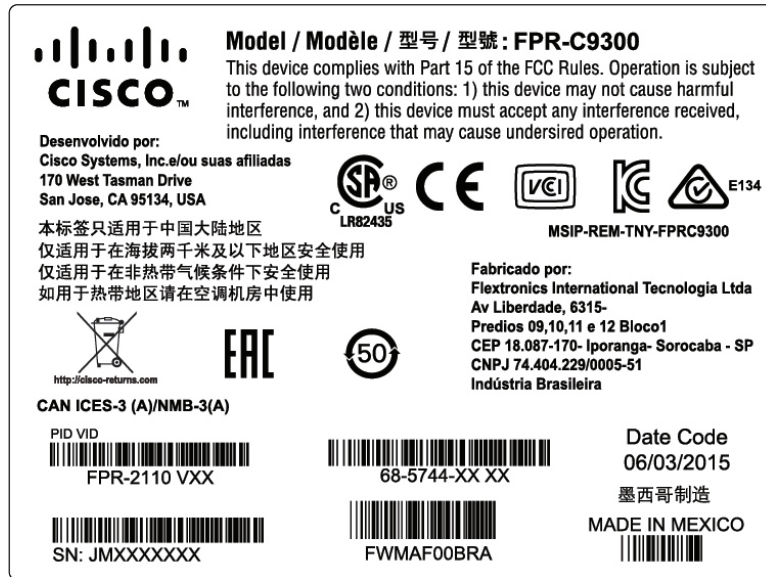 CISCO™
Model / Modèle / 型号 / 型號: FPR-C9300
This device complies with Part 15 of the FCC Rules. Operation is subject
to the following two conditions: 1) this device may not cause harmful
interference, and 2) this device must accept any interference received,
including interference that may cause undersired operation.
Desenvolvido por:
Cisco Systems, Inc.e/ou suas afiliadas
170 West Tasman Drive
San Jose, CA 95134, USA
本标签只适用于中国大陆地区
仅适用于在海拔两千米及以下地区安全使用
仅适用于在非热带气候条件下安全使用
如用于热带地区请在空调机房中使用
C SA ® US
LR82435
CE
VCI
KC
E134
MSIP-REM-TNY-FPRC9300
Fabricado por:
Flextronics International Tecnologia Ltda
Av Liberdade, 6315-
Predios 09,10,11 e 12 Bloco1
CEP 18.087-170- Iporanga- Sorocaba - SP
CNPJ 74.404.229/0005-51
Indústria Brasileira
http://cisco-returns.com
EAC
50
CAN ICES-3 (A)/NMB-3(A)
PID VID
FPR-2110 VXX
68-5744-XX XX
Date Code
06/03/2015
墨西哥制造
MADE IN MEXICO
SN: JMXXXXXXX
FWMAF00BRA